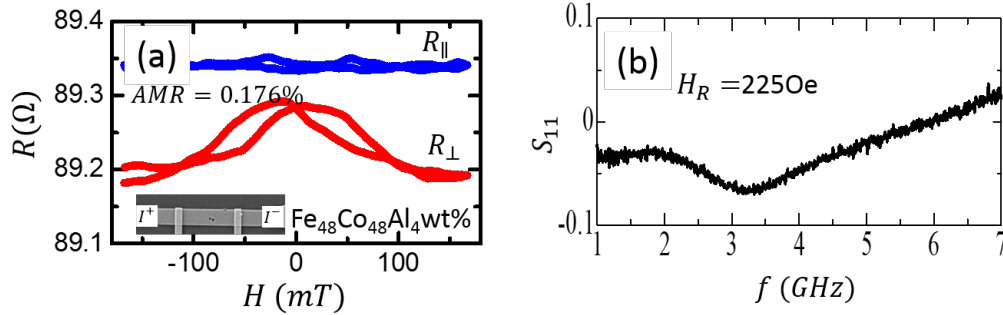 (a)
R∥
AMR = 0.176%
R⊥
I⁺
I⁻
Fe₄₈Co₄₈Al₄wt%
R(Ω)
89.4
89.3
89.2
89.1
-100
0
100
H (mT)
(b)
H_R =225Oe
S₁₁
0.1
0
-0.1
1
2
3
4
5
6
7
f (GHz)